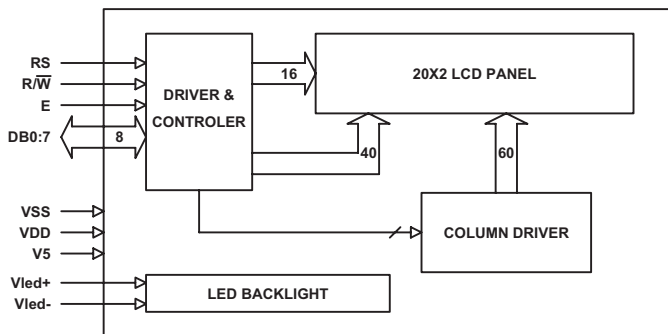 RS
R/W̅
E
DB0:7
8
DRIVER &
CONTROLER
16
20X2 LCD PANEL
40
60
VSS
VDD
V5
COLUMN DRIVER
Vled+
Vled-
LED BACKLIGHT